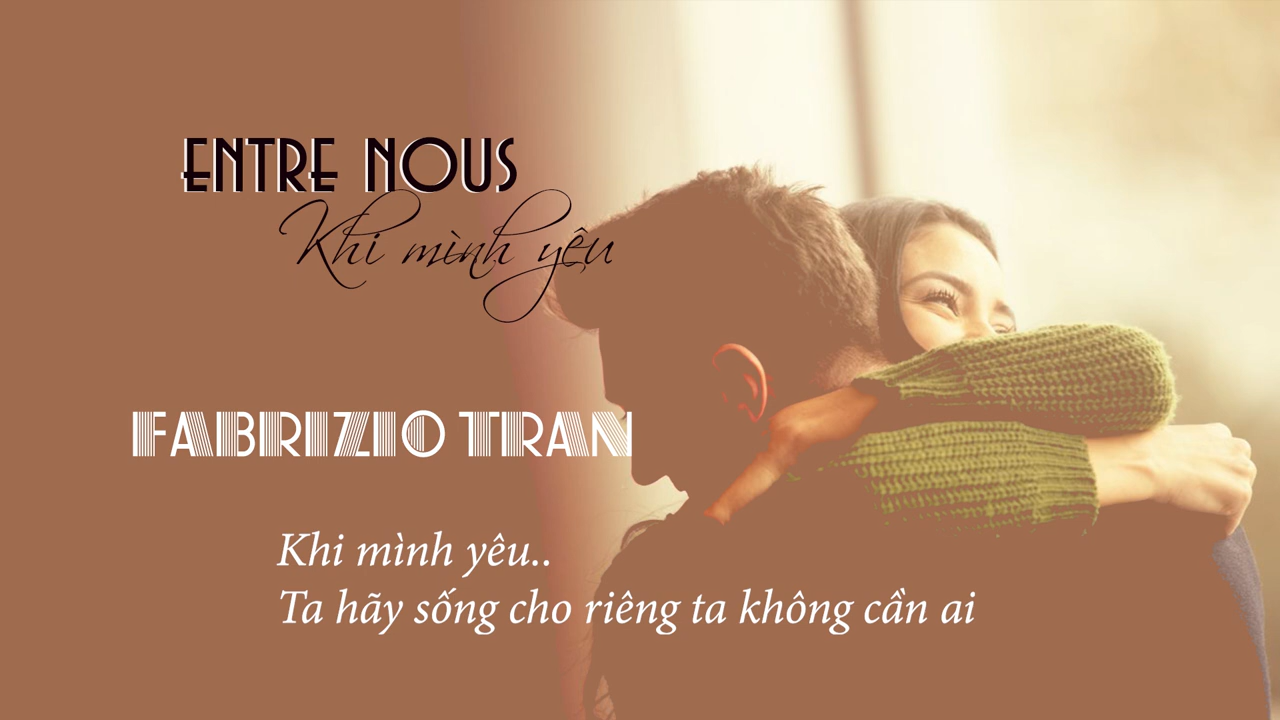 ENTRE NOUS
Khi mình yêu
FABRIZIO TRAN
Khi mình yêu..
Ta hãy sống cho riêng ta không cần ai